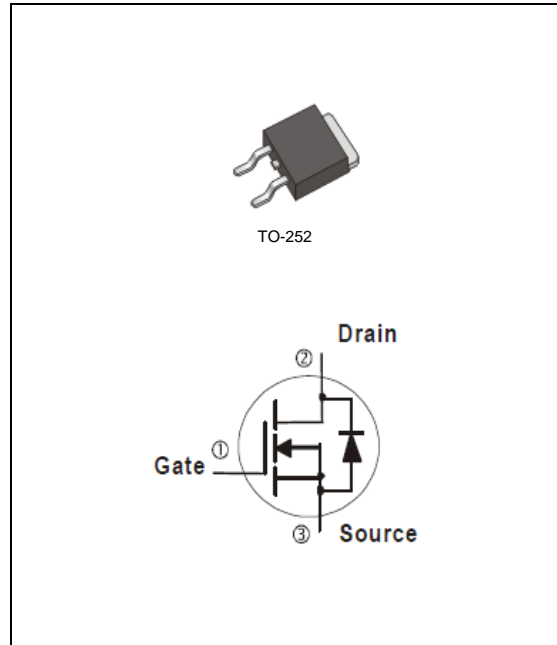 TO-252
Drain
②
①
Gate
③ Source